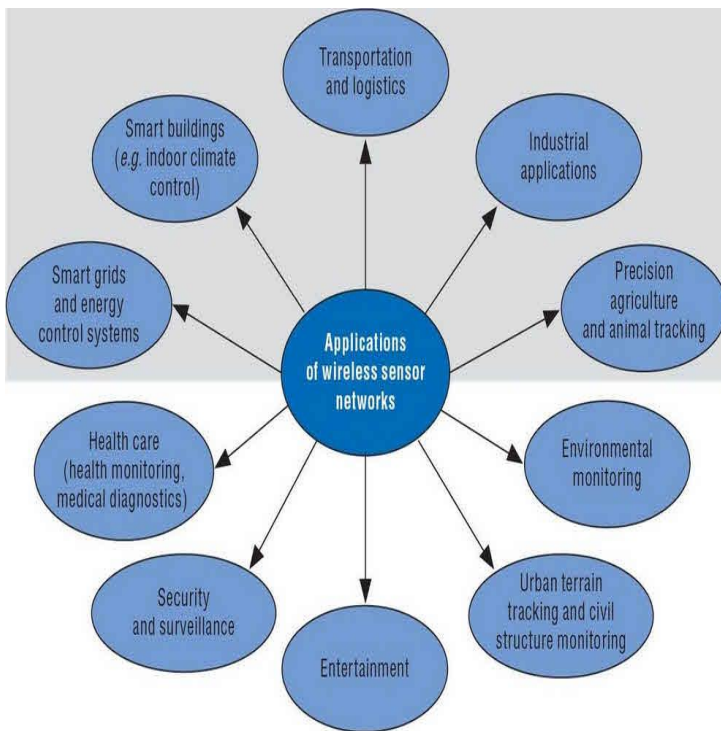 Transportation
and logistics
Smart buildings
(e.g. indoor climate
control)
Industrial
applications
Smart grids
and energy
control systems
Precision
agriculture
and animal tracking
Applications
of wireless sensor
networks
Health care
(health monitoring,
medical diagnostics)
Environmental
monitoring
Security
and surveillance
Urban terrain
tracking and civil
structure monitoring
Entertainment